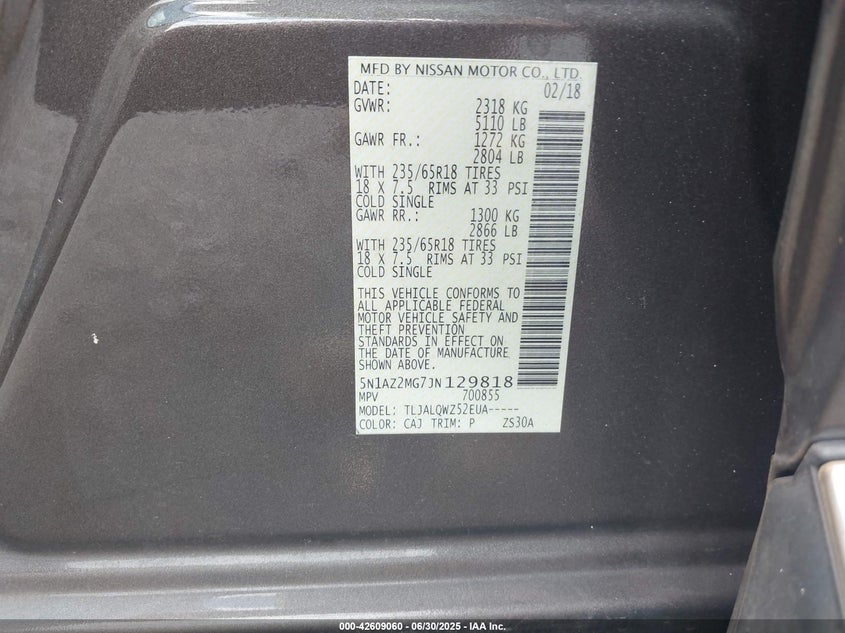 MFD BY NISSAN MOTOR CO., LTD.
DATE: 02/18
GVWR: 2318 KG
5110 LB
GAWR FR.: 1272 KG
2804 LB
WITH 235/65R18 TIRES
18 X 7.5 RIMS AT 33 PSI
COLD SINGLE
GAWR RR.: 1300 KG
2866 LB
WITH 235/65R18 TIRES
18 X 7.5 RIMS AT 33 PSI
COLD SINGLE
THIS VEHICLE CONFORMS TO
ALL APPLICABLE FEDERAL
MOTOR VEHICLE SAFETY AND
THEFT PREVENTION
STANDARDS IN EFFECT ON
THE DATE OF MANUFACTURE
SHOWN ABOVE.
5N1AZ2MG7JN129818
MPV 700855
MODEL: TLJALQWZ52EUA-----
COLOR: CAJ TRIM: P ZS30A
000-42609060 - 06/30/2025 - IAA Inc.